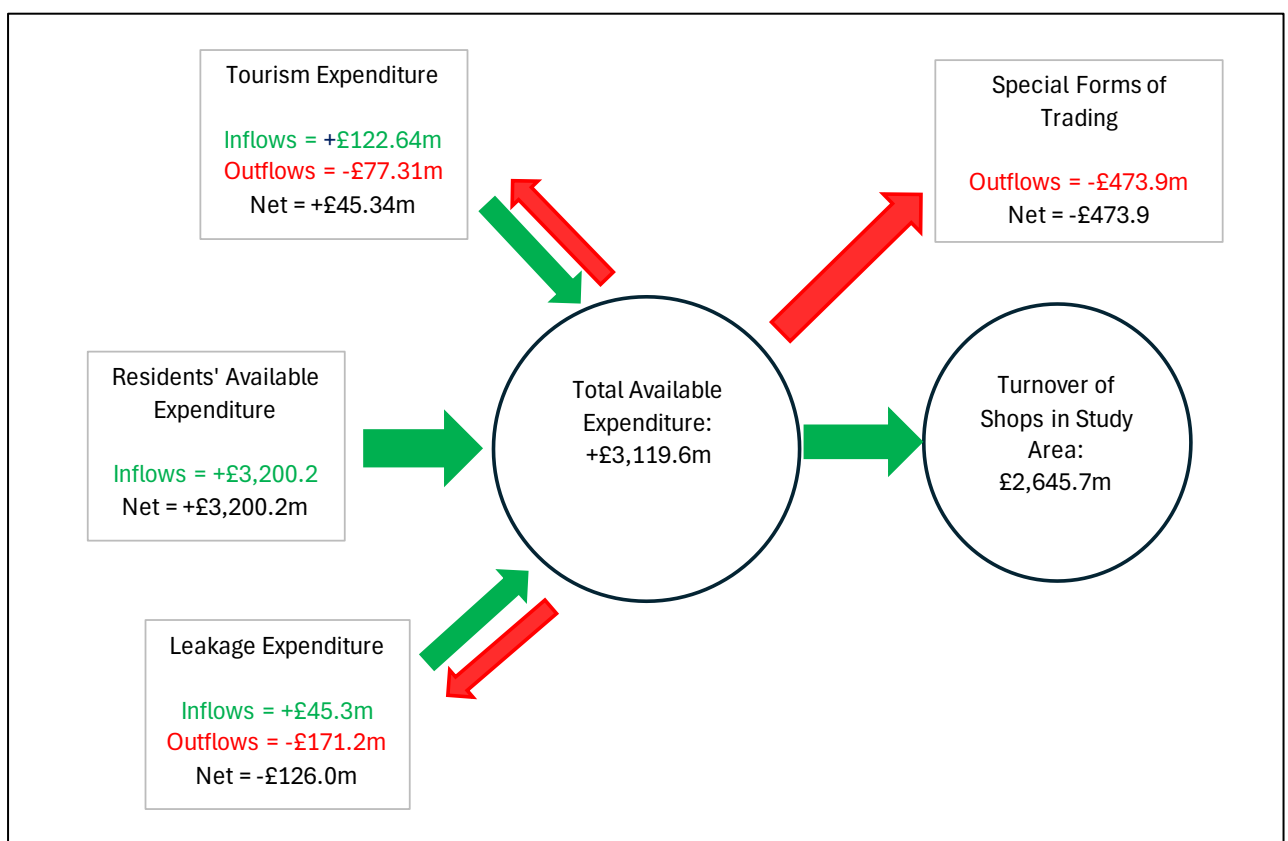 Tourism Expenditure
Inflows = +£122.64m
Outflows = -£77.31m
Net = +£45.34m
Special Forms of
Trading
Outflows = -£473.9m
Net = -£473.9
Residents' Available
Expenditure
Inflows = +£3,200.2
Net = +£3,200.2m
Total Available
Expenditure:
+£3,119.6m
Turnover of
Shops in Study
Area:
£2,645.7m
Leakage Expenditure
Inflows = +£45.3m
Outflows = -£171.2m
Net = -£126.0m